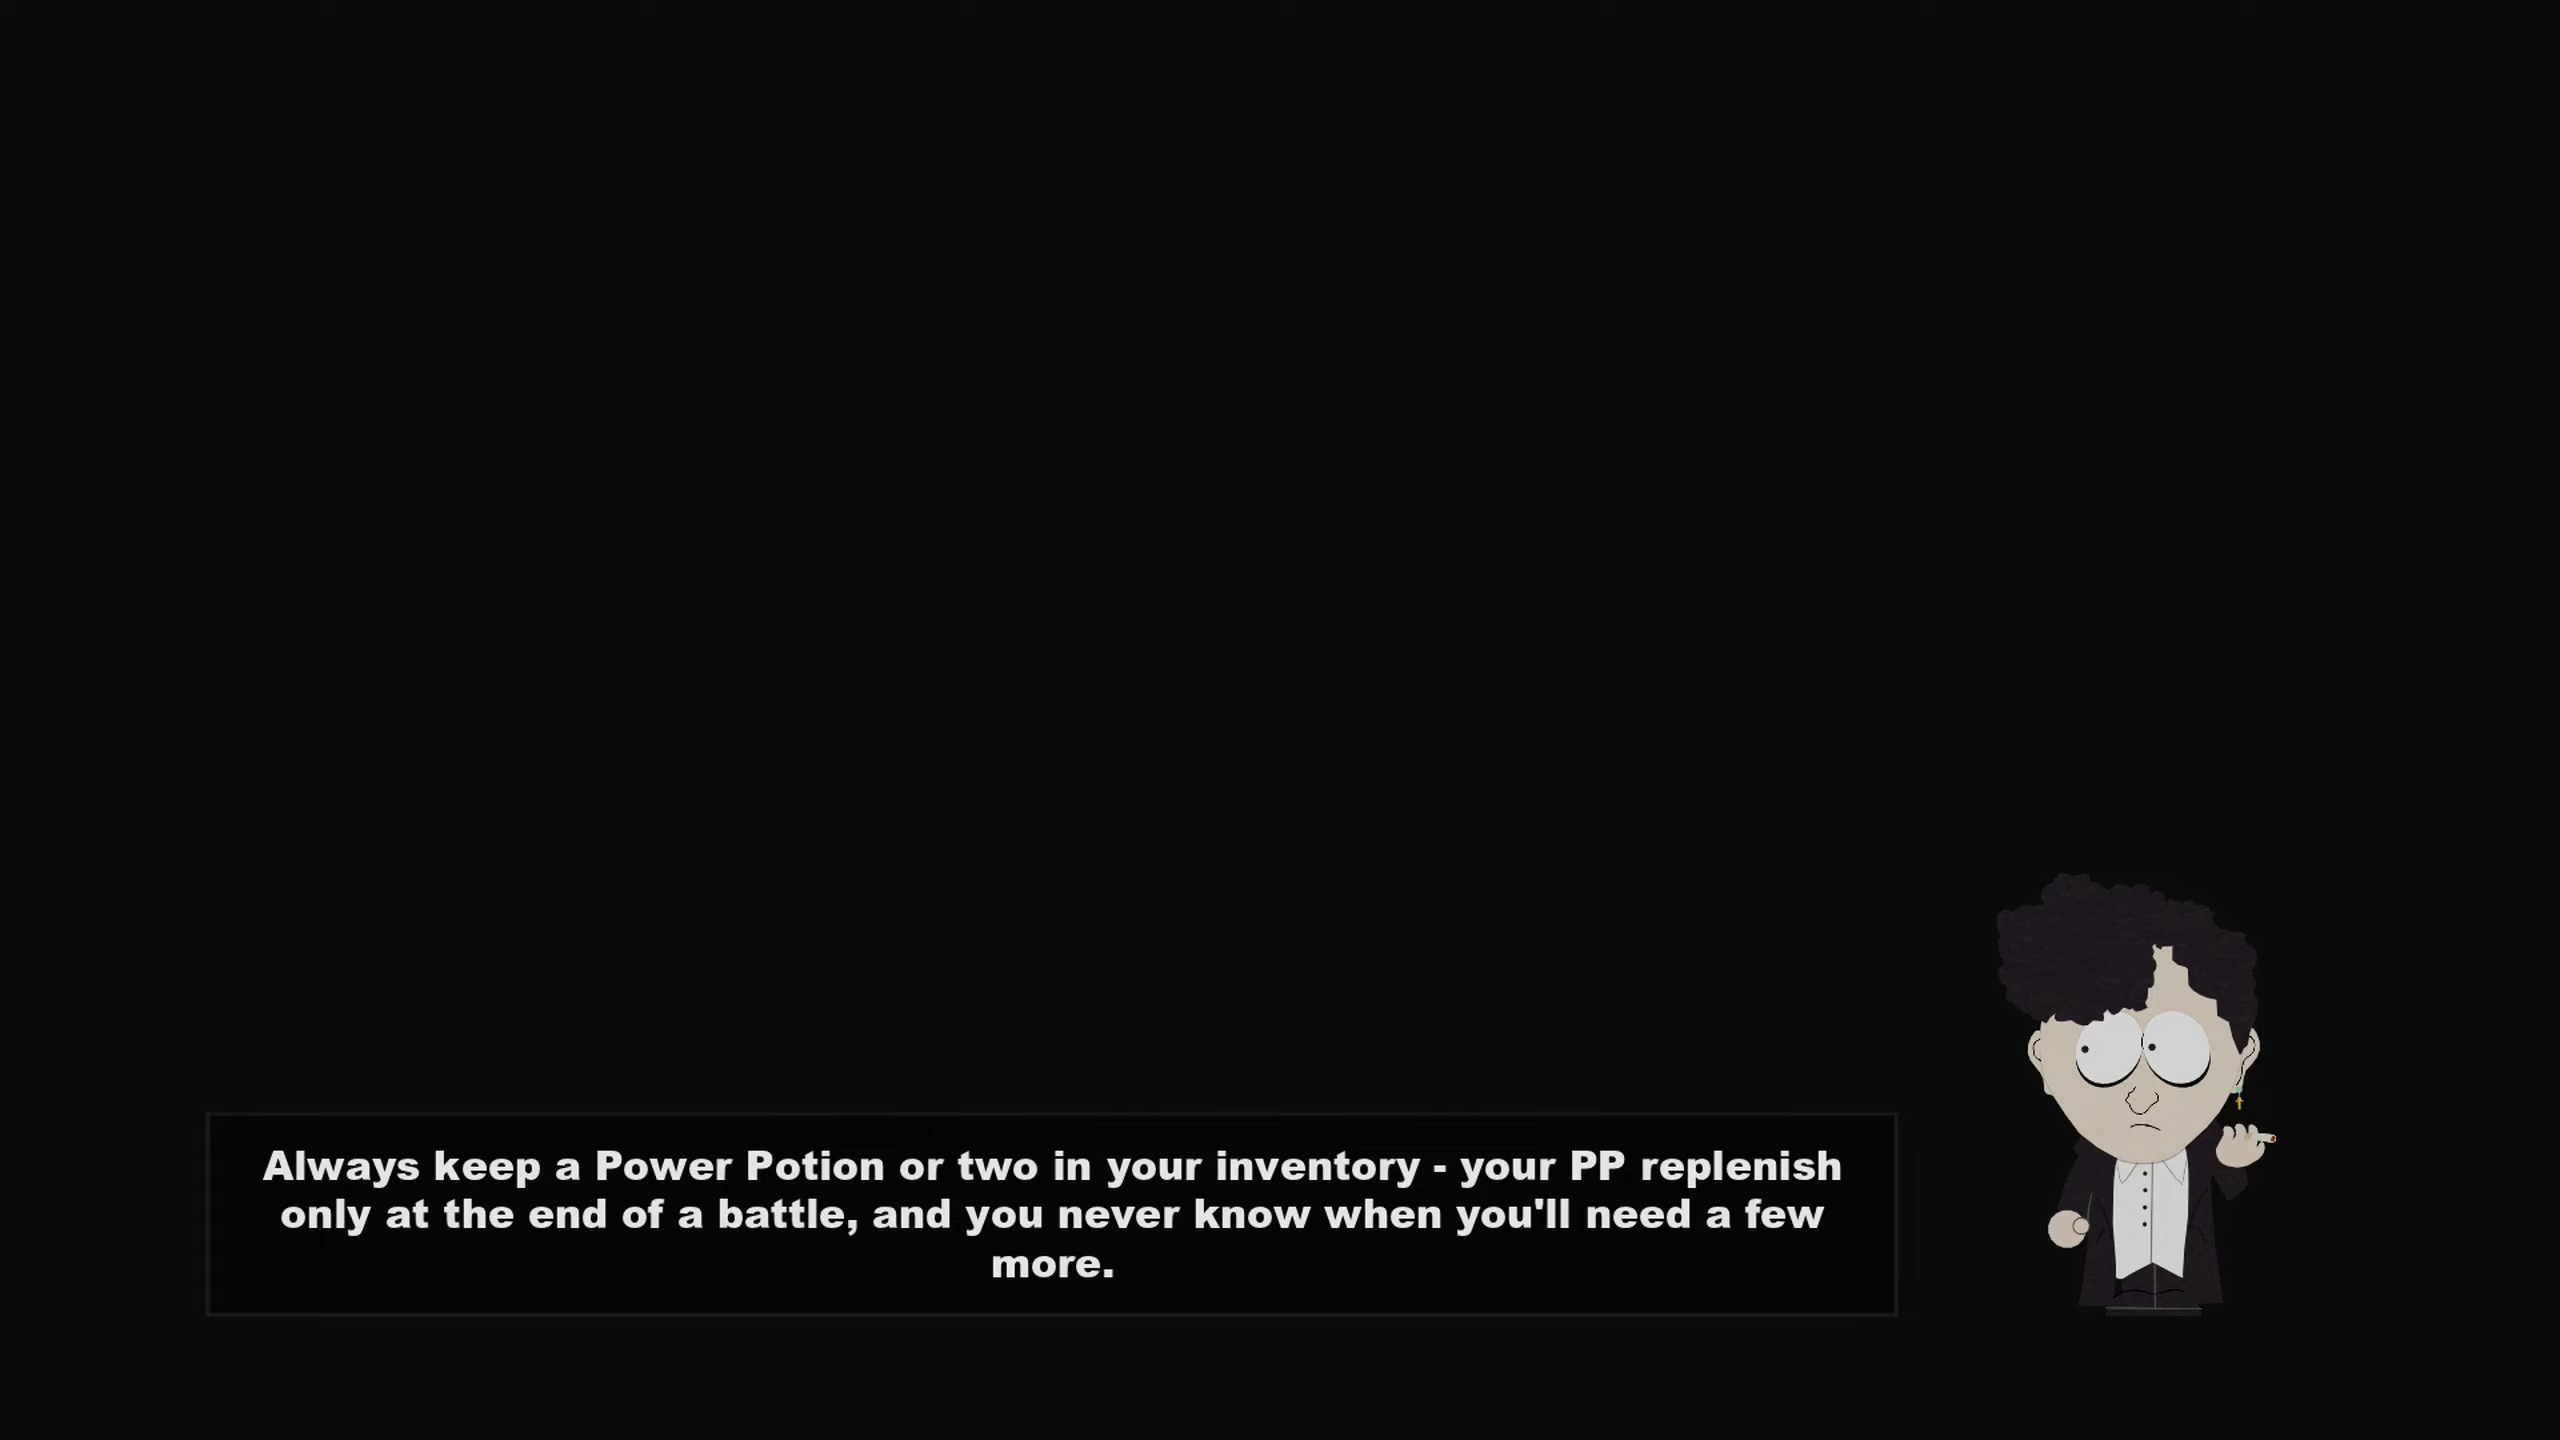 Always keep a Power Potion or two in your inventory - your PP replenish
only at the end of a battle, and you never know when you'll need a few
more.